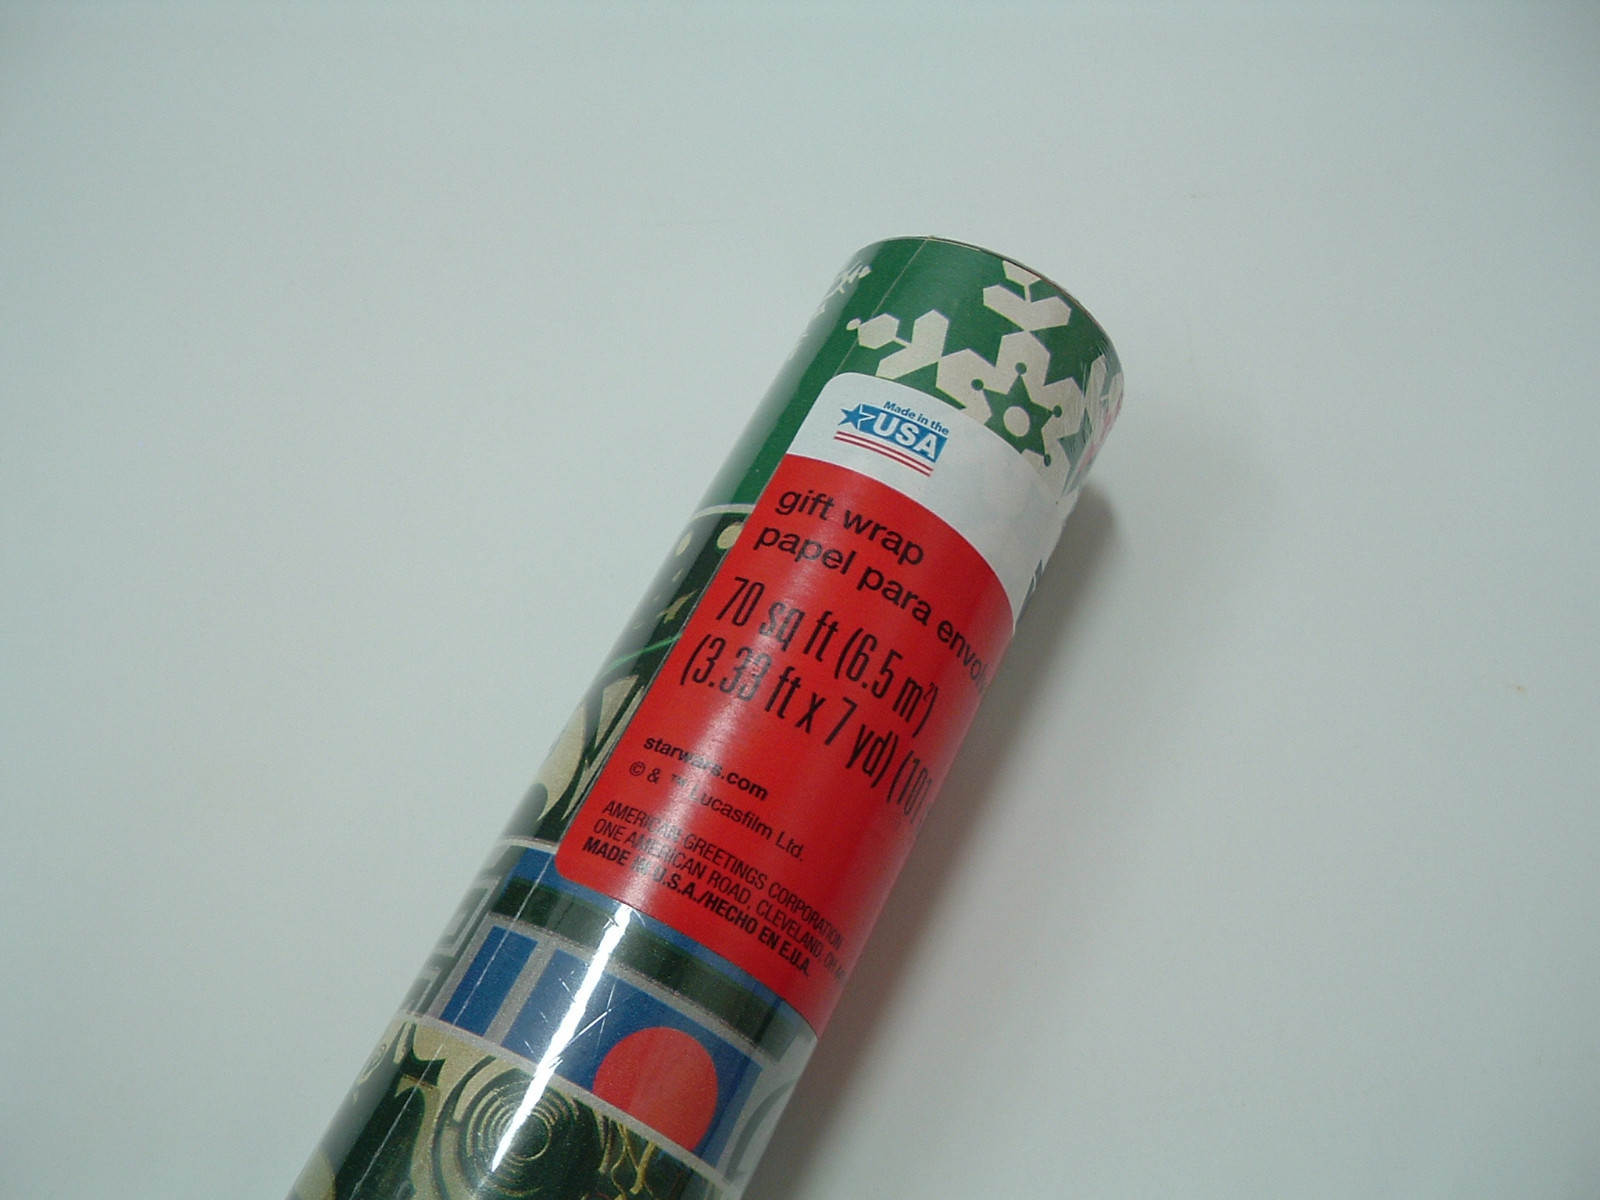 Made in the
USA
gift wrap
papel para
70 sq ft (6.5 m²)
(3.33 ft x 7 yd)
starwars.com
© & ™ Lucasfilm Ltd.
AMERICAN GREETINGS CORPORATION
ONE AMERICAN ROAD, CLEVELAND, OH
MADE IN U.S.A./HECHO EN E.U.A.